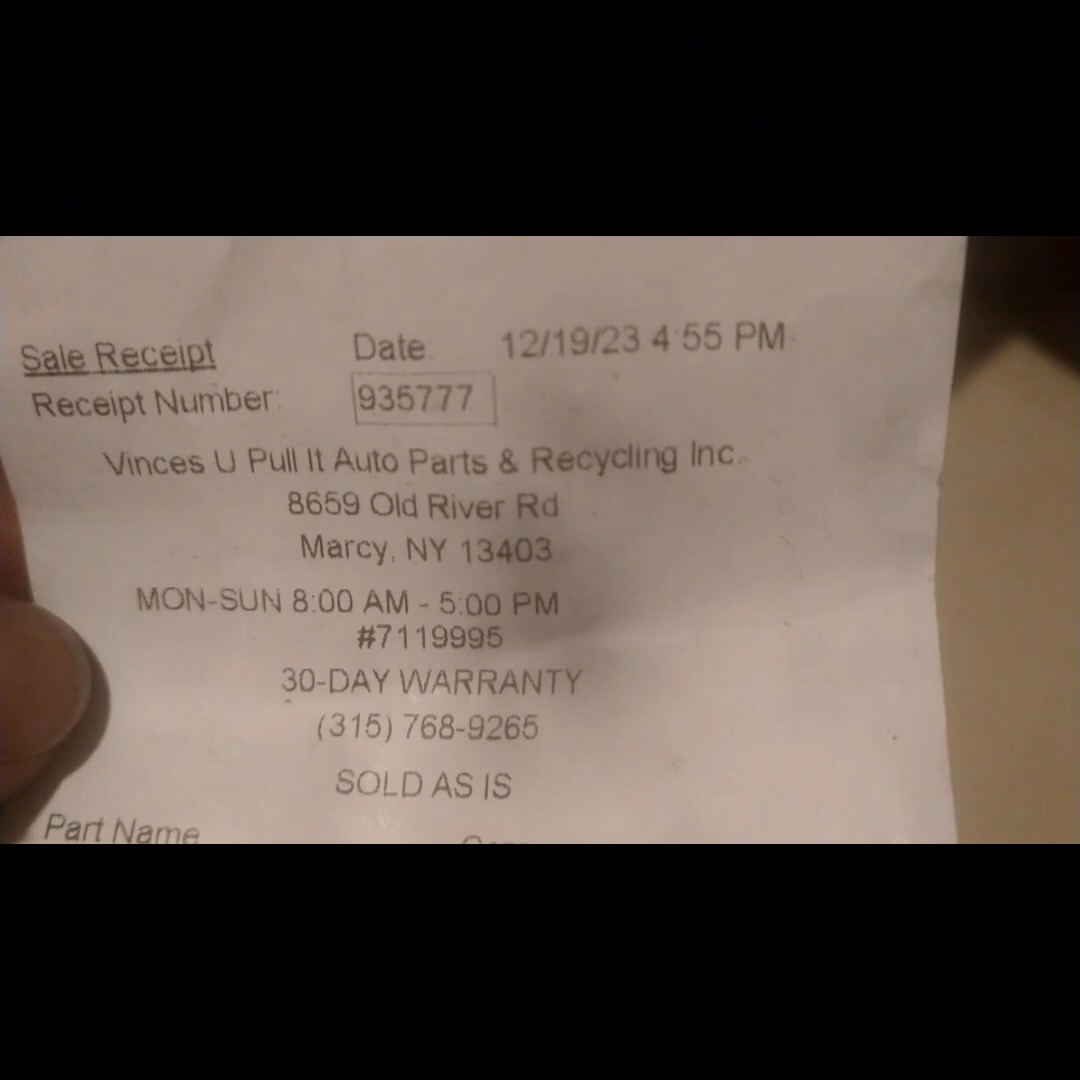 Sale Receipt Date: 12/19/23 4:55 PM
Receipt Number: 935777
Vinces U Pull It Auto Parts & Recycling Inc.
8659 Old River Rd
Marcy, NY 13403
MON-SUN 8:00 AM - 5:00 PM
#7119995
30-DAY WARRANTY
(315) 768-9265
SOLD AS IS
Part Name